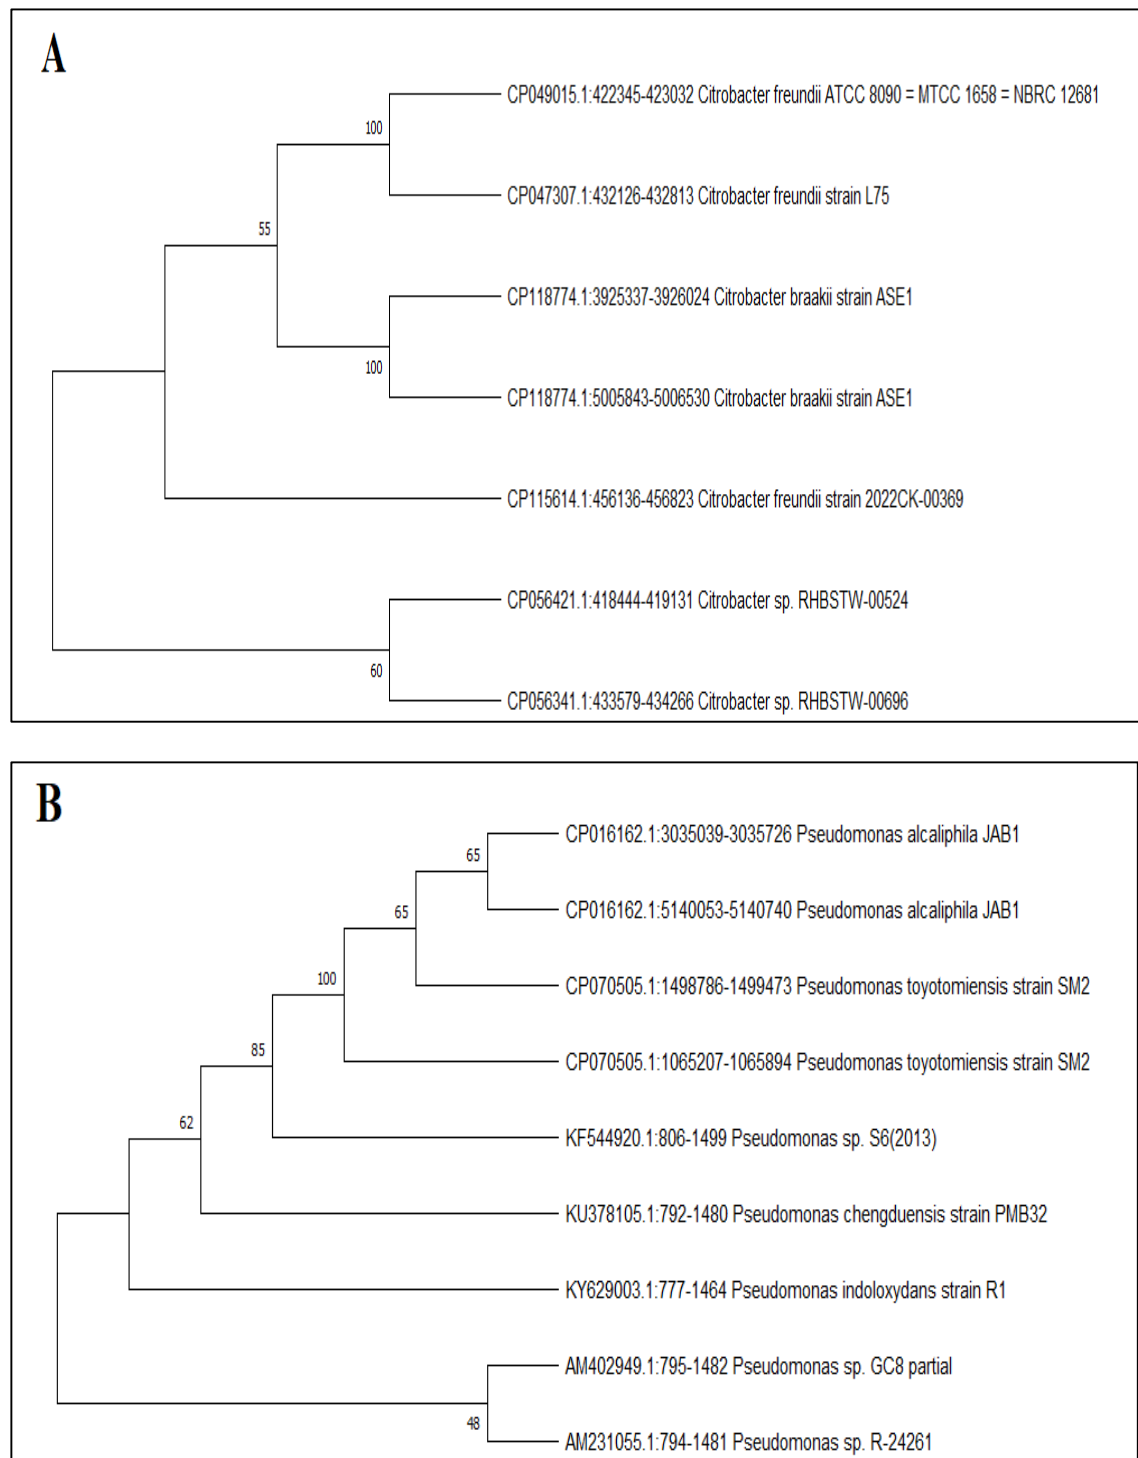 A
CP049015.1:422345-423032 Citrobacter freundii ATCC 8090 = MTCC 1658 = NBRC 12681
100
CP047307.1:432126-432813 Citrobacter freundii strain L75
55
CP118774.1:3925337-3926024 Citrobacter braakii strain ASE1
100
CP118774.1:5005843-5006530 Citrobacter braakii strain ASE1
CP115614.1:456136-456823 Citrobacter freundii strain 2022CK-00369
CP056421.1:418444-419131 Citrobacter sp. RHBSTW-00524
60
CP056341.1:433579-434266 Citrobacter sp. RHBSTW-00696
B
CP016162.1:3035039-3035726 Pseudomonas alcaliphila JAB1
65
CP016162.1:5140053-5140740 Pseudomonas alcaliphila JAB1
65
CP070505.1:1498786-1499473 Pseudomonas toyotomiensis strain SM2
100
CP070505.1:1065207-1065894 Pseudomonas toyotomiensis strain SM2
85
KF544920.1:806-1499 Pseudomonas sp. S6(2013)
62
KU378105.1:792-1480 Pseudomonas chengduensis strain PMB32
KY629003.1:777-1464 Pseudomonas indoloxydans strain R1
AM402949.1:795-1482 Pseudomonas sp. GC8 partial
48
AM231055.1:794-1481 Pseudomonas sp. R-24261